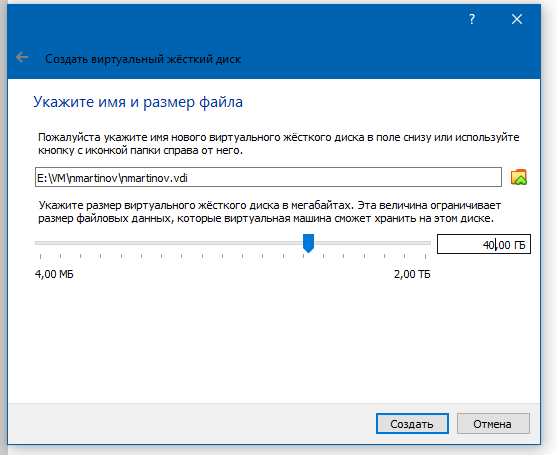 ?
Создать виртуальный жёсткий диск
Укажите имя и размер файла
Пожалуйста укажите имя нового виртуального жёсткого диска в поле снизу или используйте
кнопку с иконкой папки справа от него.
E:\VM\nmartinov\nmartinov.vdi
Укажите размер виртуального жёсткого диска в мегабайтах. Эта величина ограничивает
размер файловых данных, которые виртуальная машина сможет хранить на этом диске.
40,00 ГБ
4,00 МБ 2,00 ТБ
Создать Отмена